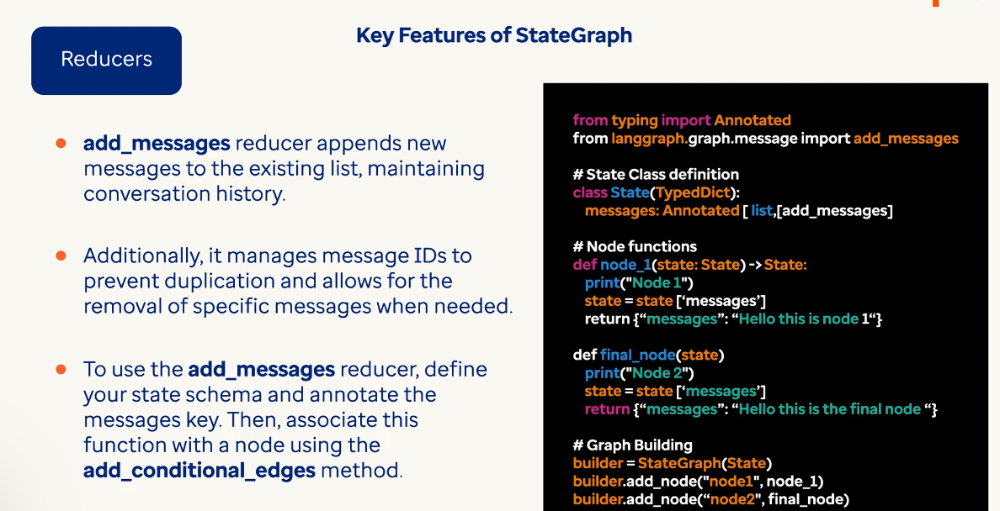 Key Features of StateGraph
Reducers
add_messages reducer appends new
messages to the existing list, maintaining
conversation history.
Additionally, it manages message IDs to
prevent duplication and allows for the
removal of specific messages when needed.
To use the add_messages reducer, define
your state schema and annotate the
messages key. Then, associate this
function with a node using the
add_conditional_edges method.
from typing import Annotated
from langgraph.graph.message import add_messages
# State Class definition
class State(TypedDict):
messages: Annotated [ list,[add_messages]
# Node functions
def node_1(state: State) -> State:
print("Node 1")
state = state [‘messages’]
return {“messages”: “Hello this is node 1“}
def final_node(state)
print("Node 2")
state = state [‘messages’]
return {“messages”: “Hello this is the final node “}
# Graph Building
builder = StateGraph(State)
builder.add_node("node1", node_1)
builder.add_node(“node2", final_node)